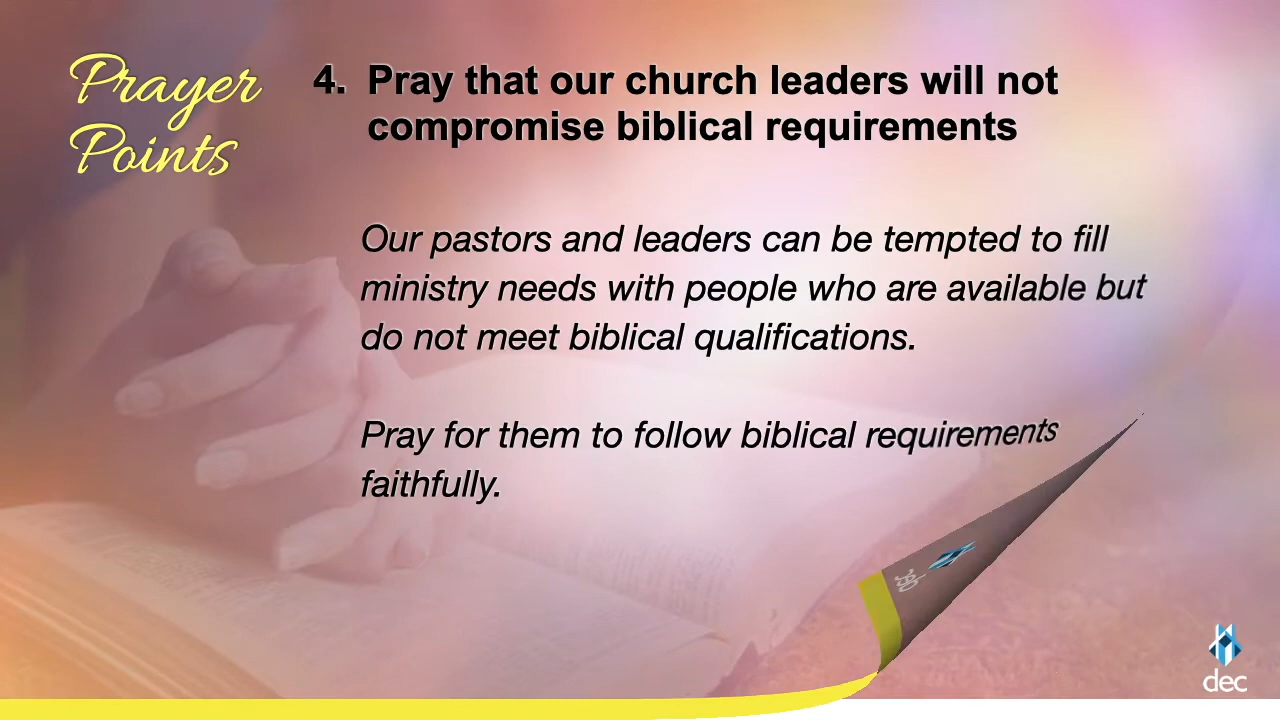 Prayer
Points
4. Pray that our church leaders will not
compromise biblical requirements
Our pastors and leaders can be tempted to fill
ministry needs with people who are available but
do not meet biblical qualifications.
Pray for them to follow biblical requirements
faithfully.
dec
dec